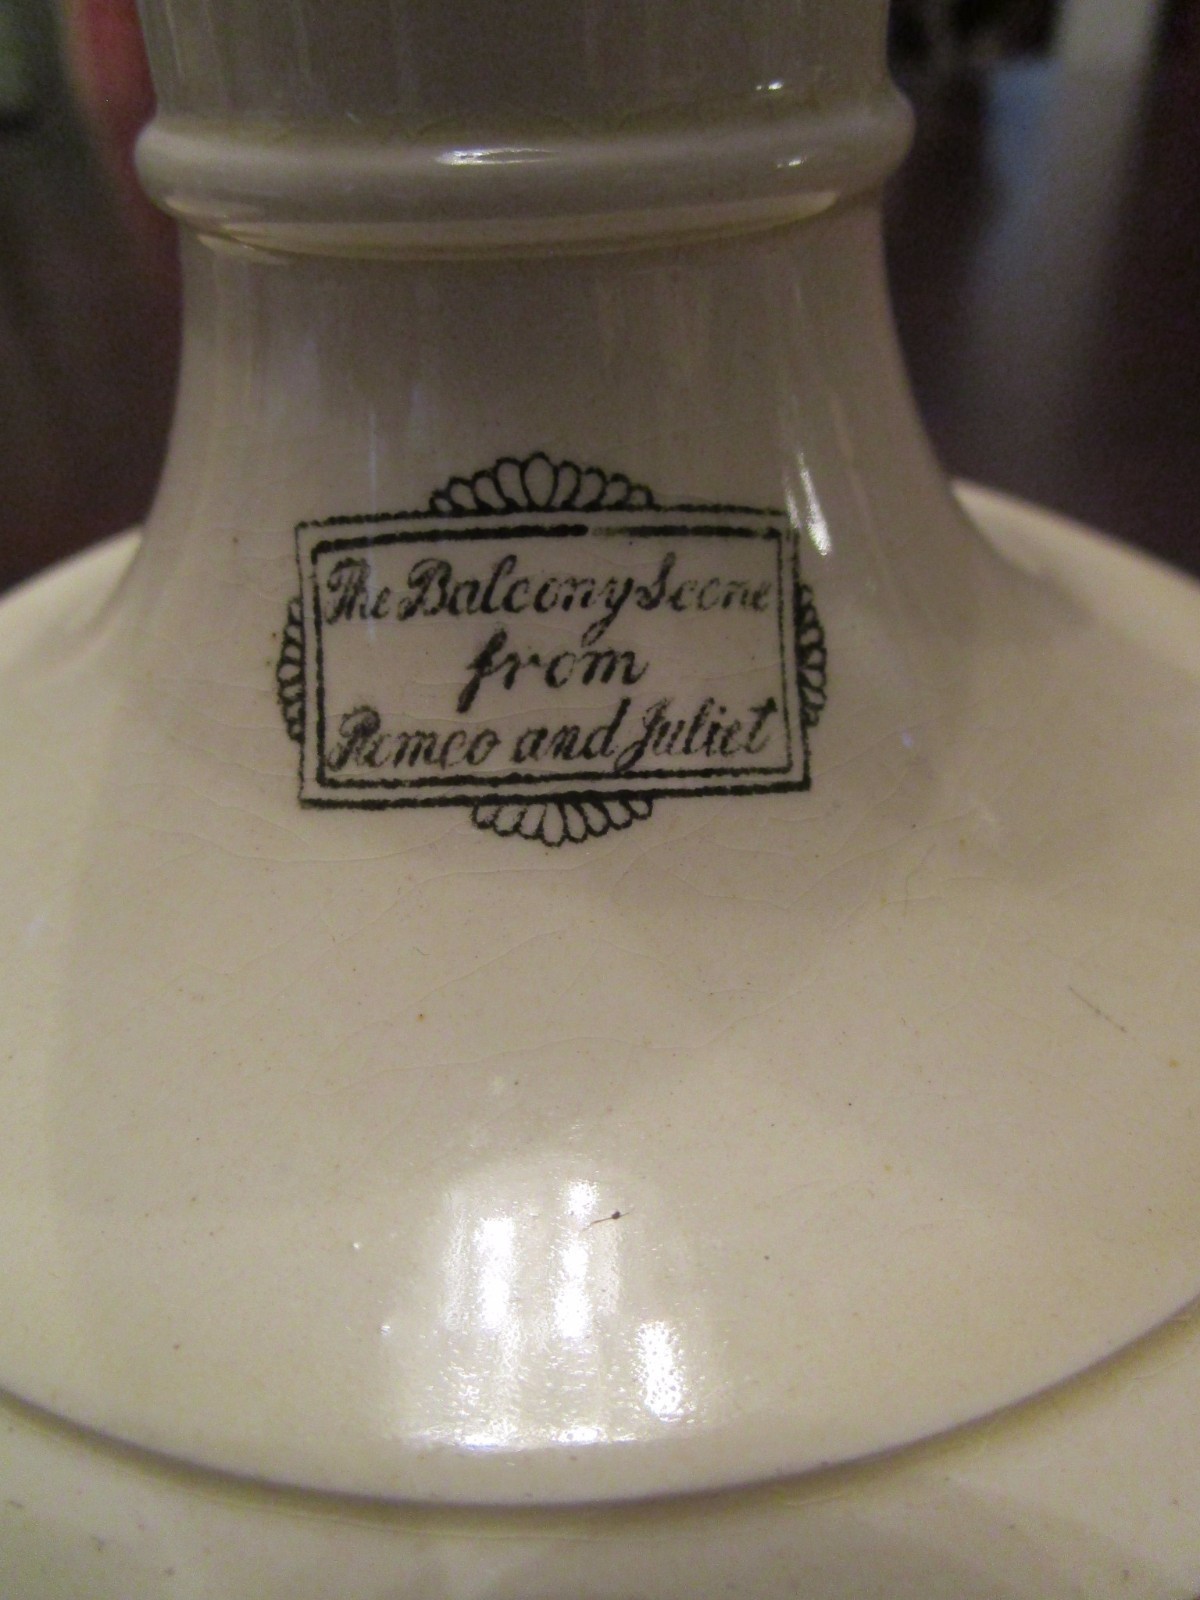 The Balcony Scene
from
Romeo and Juliet